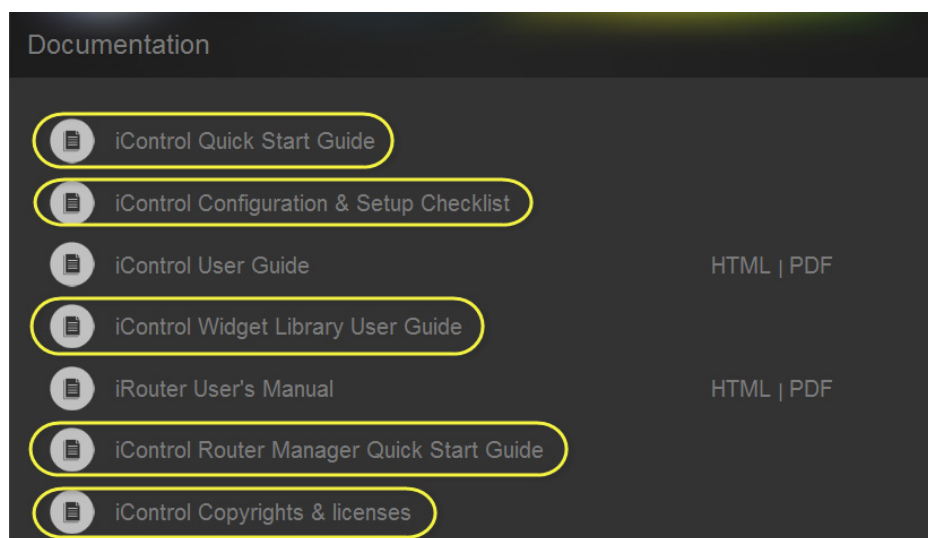 Documentation
iControl Quick Start Guide
iControl Configuration & Setup Checklist
iControl User Guide HTML | PDF
iControl Widget Library User Guide
iRouter User's Manual HTML | PDF
iControl Router Manager Quick Start Guide
iControl Copyrights & licenses